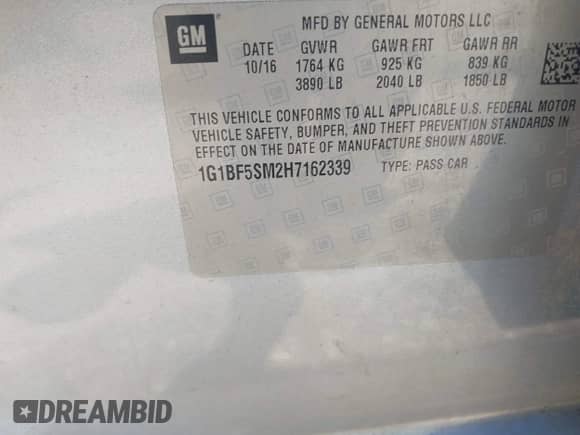 GM
MFD BY GENERAL MOTORS LLC
DATE GVWR GAWR FRT GAWR RR
10/16 1764 KG 925 KG 839 KG
3890 LB 2040 LB 1850 LB
THIS VEHICLE CONFORMS TO ALL APPLICABLE U.S. FEDERAL MOTOR
VEHICLE SAFETY, BUMPER, AND THEFT PREVENTION STANDARDS IN
EFFECT ON THE DATE OF MANUFACTURE SHOWN ABOVE.
1G1BF5SM2H7162339 TYPE: PASS CAR
DREAMBID